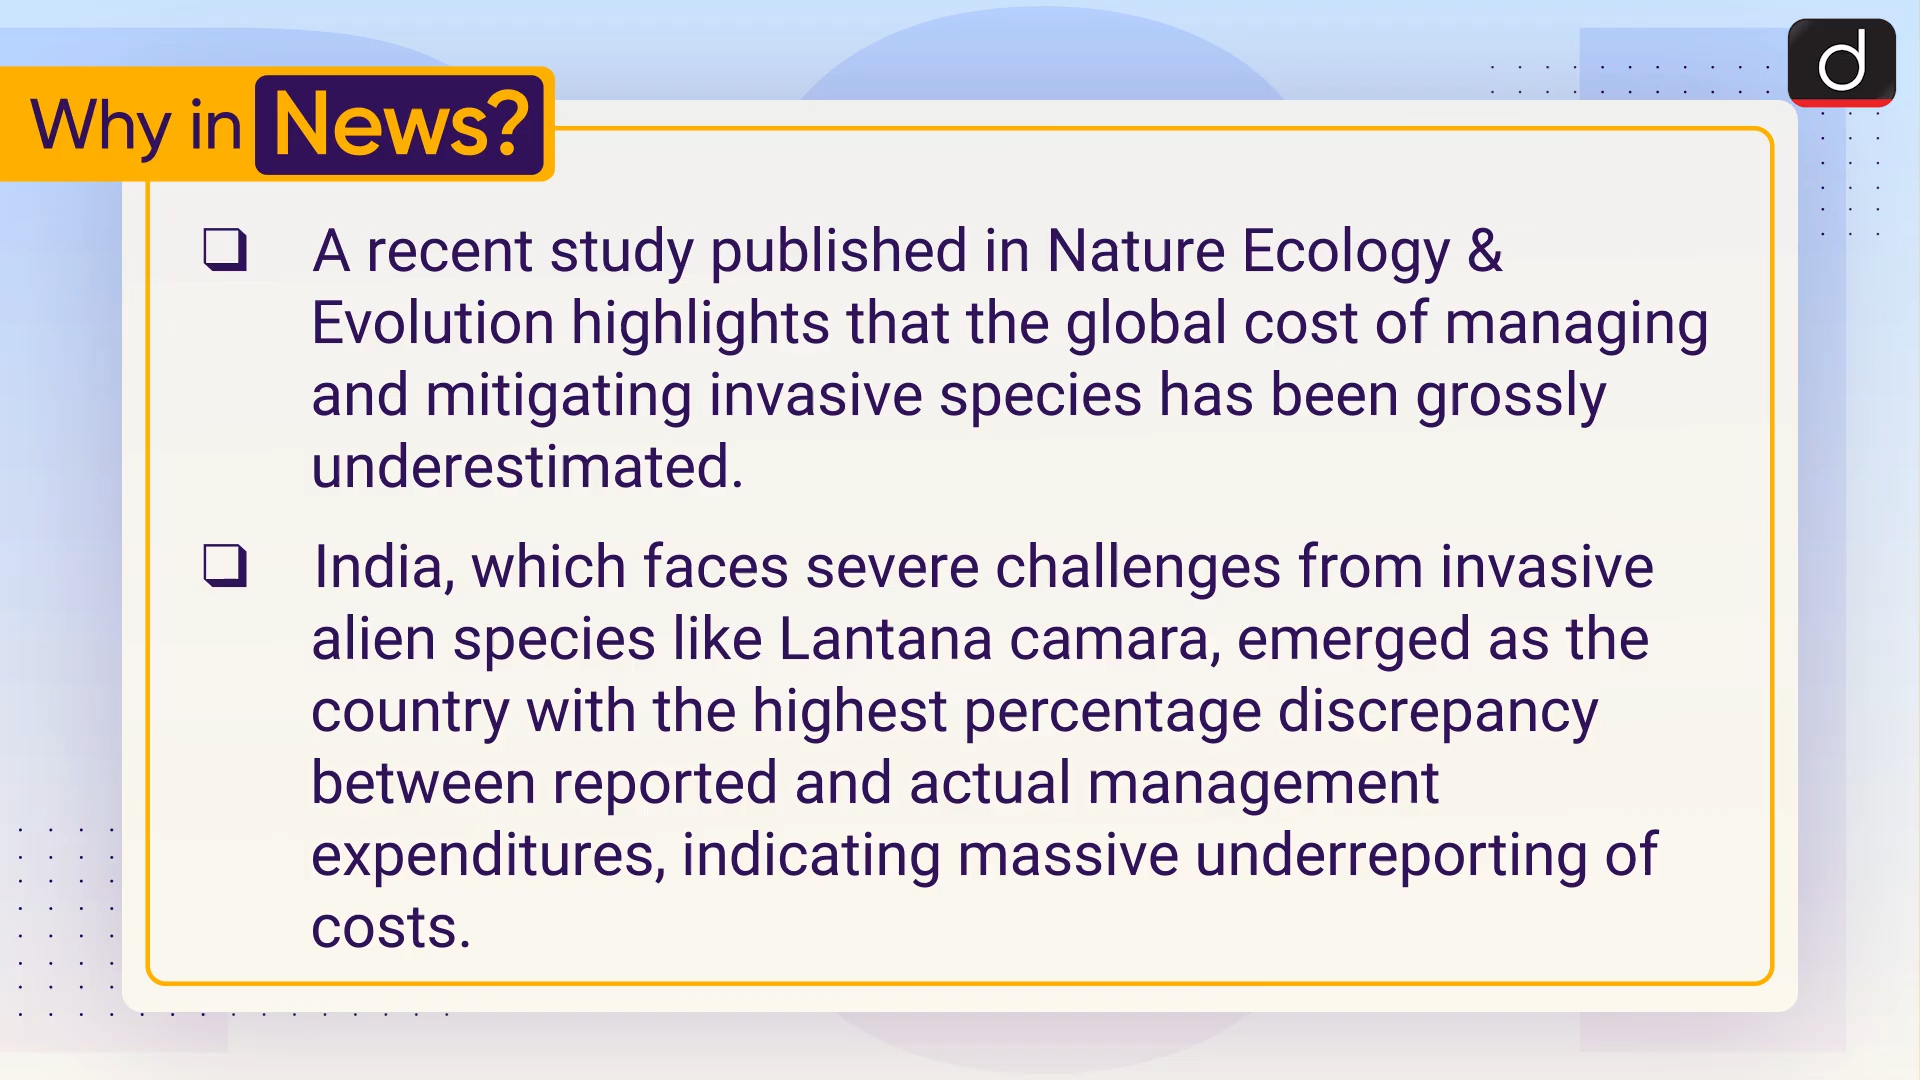 Why in News?
❑ A recent study published in Nature Ecology &
Evolution highlights that the global cost of managing
and mitigating invasive species has been grossly
underestimated.
❑ India, which faces severe challenges from invasive
alien species like Lantana camara, emerged as the
country with the highest percentage discrepancy
between reported and actual management
expenditures, indicating massive underreporting of
costs.
d